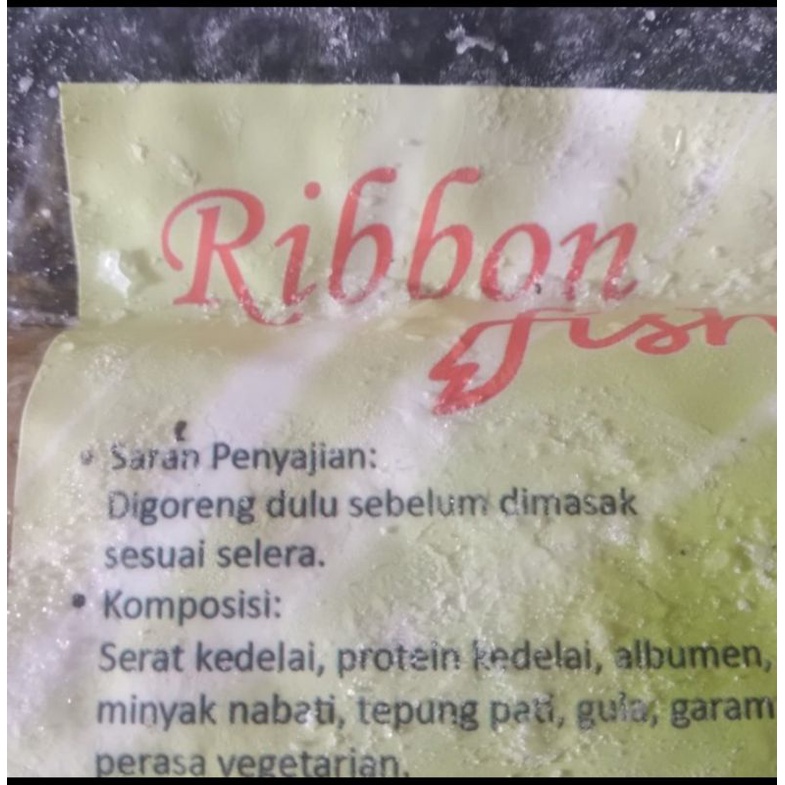 Ribbon
fish
• Saran Penyajian:
Digoreng dulu sebelum dimasak
sesuai selera.
• Komposisi:
Serat kedelai, protein kedelai, albumen,
minyak nabati, tepung pati, gula, garam
perasa vegetarian.